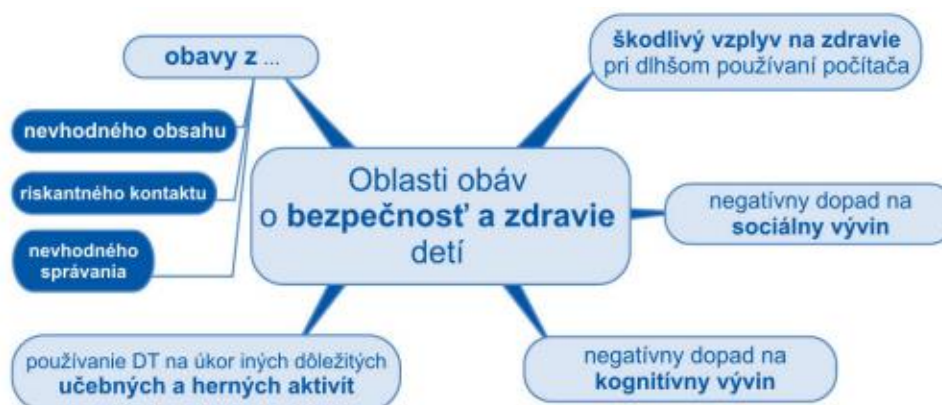 obavy z ...
nevhodného obsahu
riskantného kontaktu
nevhodného
správania
škodlivý vzplyv na zdravie
pri dlhšom používaní počítača
Oblasti obáv
o bezpečnosť a zdravie
detí
negatívny dopad na
sociálny vývin
používanie DT na úkor iných dôležitých
učebných a herných aktivít
negatívny dopad na
kognitívny vývin